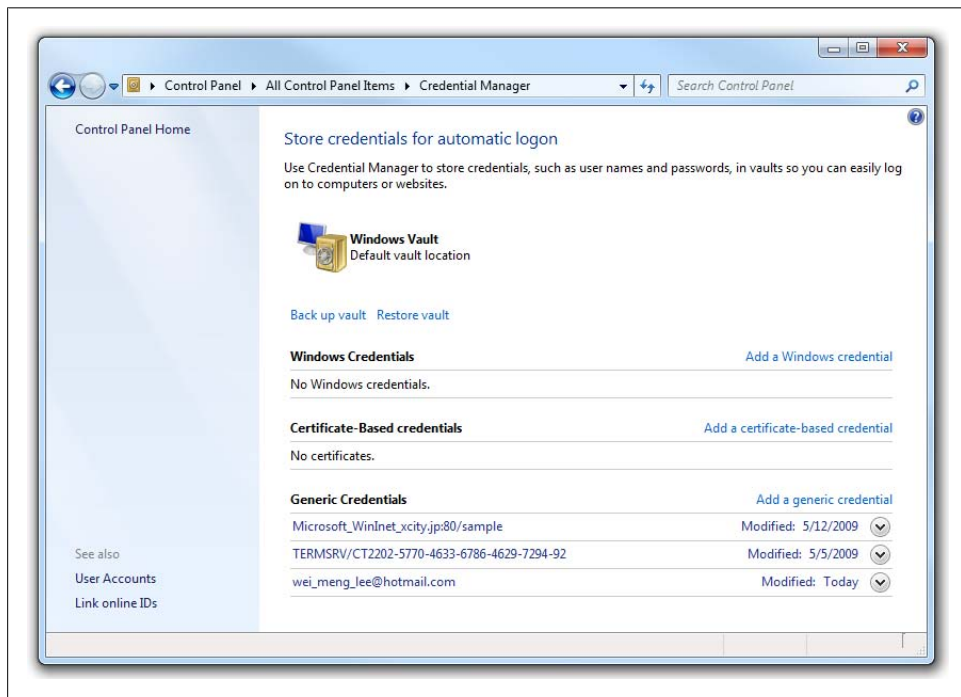 Control Panel All Control Panel Items Credential Manager
Search Control Panel
Control Panel Home
Store credentials for automatic logon
Use Credential Manager to store credentials, such as user names and passwords, in vaults so you can easily log
on to computers or websites.
Windows Vault
Default vault location
Back up vault Restore vault
Windows Credentials Add a Windows credential
No Windows credentials.
Certificate-Based credentials Add a certificate-based credential
No certificates.
Generic Credentials Add a generic credential
Microsoft_WinInet_xcity.jp:80/sample Modified: 5/12/2009
TERMSRV/CT2202-5770-4633-6786-4629-7294-92 Modified: 5/5/2009
wei_meng_lee@hotmail.com Modified: Today
See also
User Accounts
Link online IDs